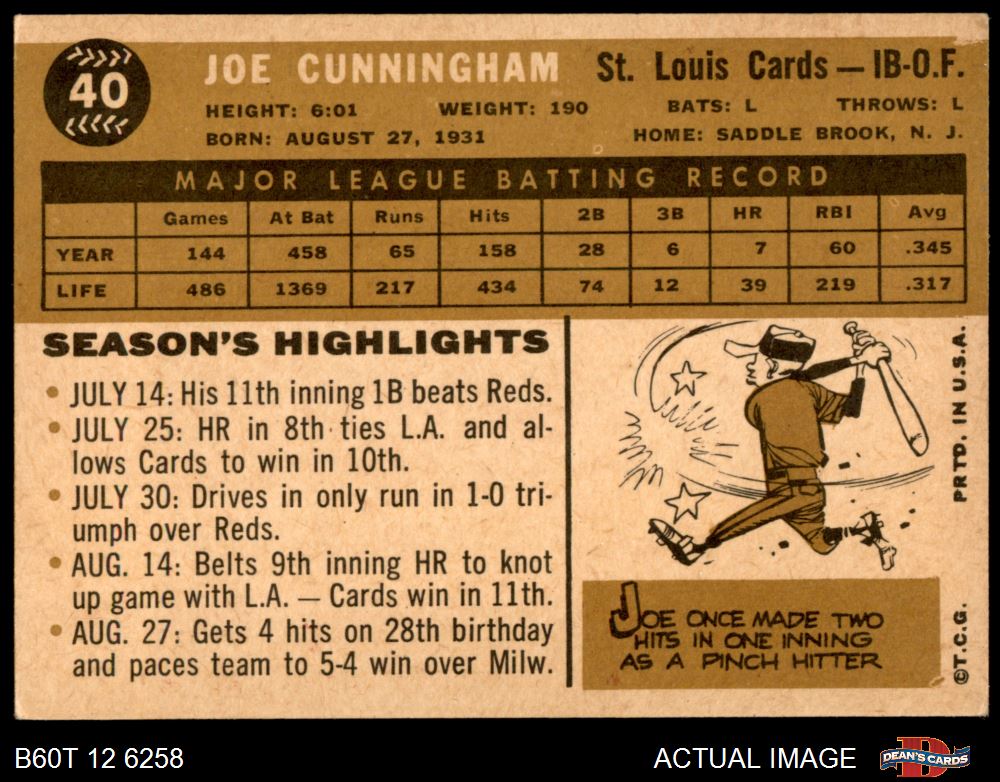 40
JOE CUNNINGHAM
St. Louis Cards — IB-O.F.
HEIGHT: 6:01 WEIGHT: 190 BATS: L THROWS: L
BORN: AUGUST 27, 1931 HOME: SADDLE BROOK, N. J.
MAJOR LEAGUE BATTING RECORD
Games At Bat Runs Hits 2B 3B HR RBI Avg
YEAR 144 458 65 158 28 6 7 60 .345
LIFE 486 1369 217 434 74 12 39 219 .317
SEASON'S HIGHLIGHTS
• JULY 14: His 11th inning 1B beats Reds.
• JULY 25: HR in 8th ties L.A. and al-
lows Cards to win in 10th.
• JULY 30: Drives in only run in 1-0 tri-
umph over Reds.
• AUG. 14: Belts 9th inning HR to knot
up game with L.A. — Cards win in 11th.
• AUG. 27: Gets 4 hits on 28th birthday
and paces team to 5-4 win over Milw.
JOE ONCE MADE TWO
HITS IN ONE INNING
AS A PINCH HITTER
©T.C.G. PRTD. IN U.S.A.
B60T 12 6258
ACTUAL IMAGE
DEAN'S CARDS